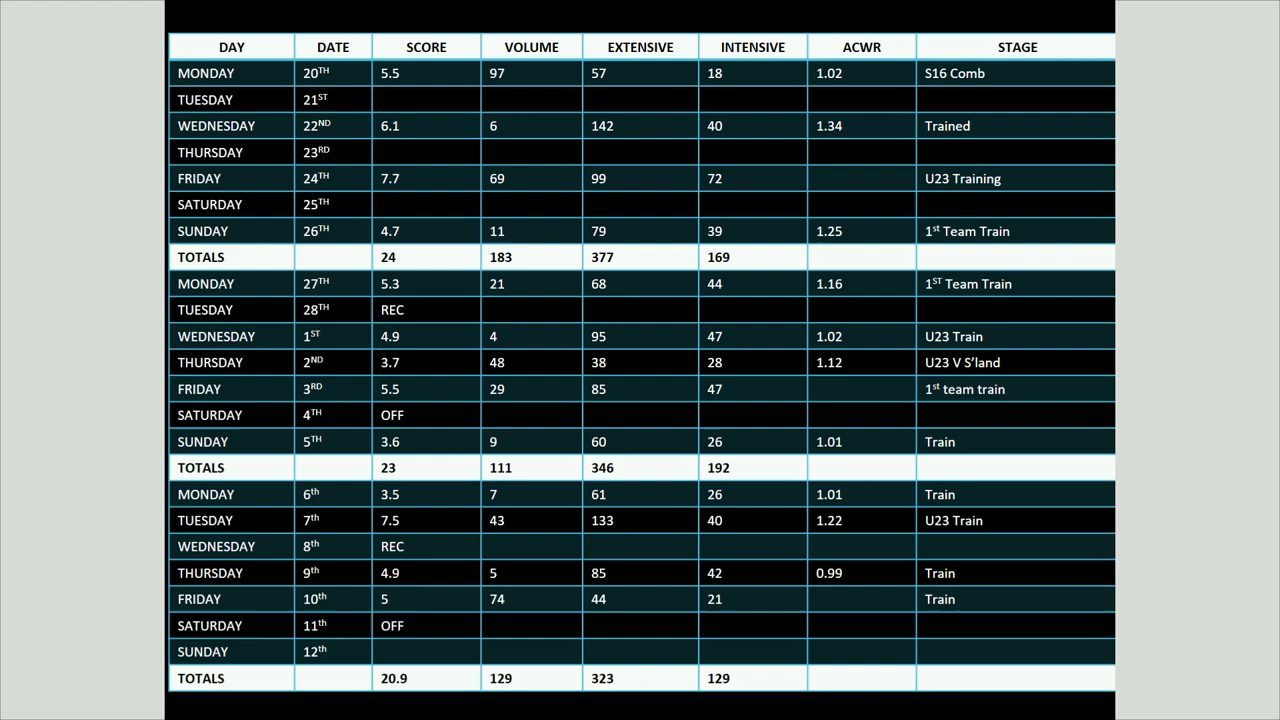 DAY DATE SCORE VOLUME EXTENSIVE INTENSIVE ACWR STAGE
MONDAY 20TH 5.5 97 57 18 1.02 S16 Comb
TUESDAY 21ST
WEDNESDAY 22ND 6.1 6 142 40 1.34 Trained
THURSDAY 23RD
FRIDAY 24TH 7.7 69 99 72 U23 Training
SATURDAY 25TH
SUNDAY 26TH 4.7 11 79 39 1.25 1st Team Train
TOTALS 24 183 377 169
MONDAY 27TH 5.3 21 68 44 1.16 1ST Team Train
TUESDAY 28TH REC
WEDNESDAY 1ST 4.9 4 95 47 1.02 U23 Train
THURSDAY 2ND 3.7 48 38 28 1.12 U23 V S’land
FRIDAY 3RD 5.5 29 85 47 1st team train
SATURDAY 4TH OFF
SUNDAY 5TH 3.6 9 60 26 1.01 Train
TOTALS 23 111 346 192
MONDAY 6th 3.5 7 61 26 1.01 Train
TUESDAY 7th 7.5 43 133 40 1.22 U23 Train
WEDNESDAY 8th REC
THURSDAY 9th 4.9 5 85 42 0.99 Train
FRIDAY 10th 5 74 44 21 Train
SATURDAY 11th OFF
SUNDAY 12th
TOTALS 20.9 129 323 129